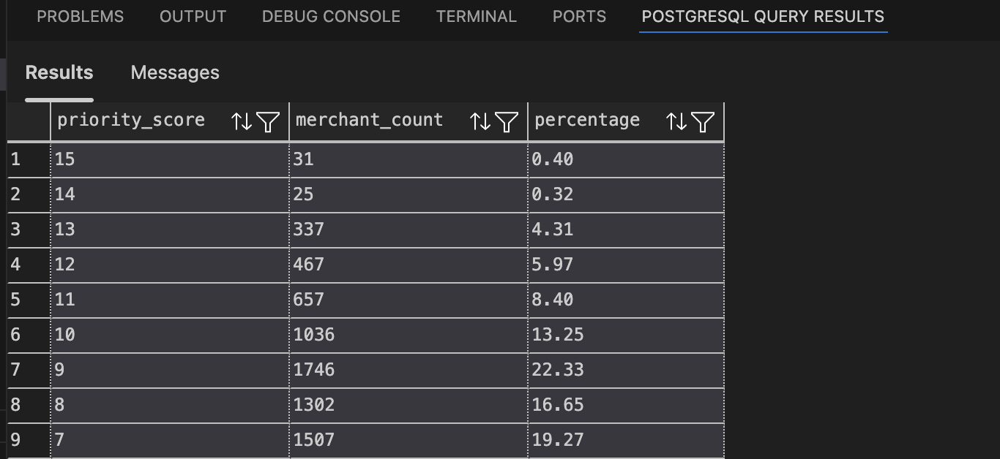 PROBLEMS OUTPUT DEBUG CONSOLE TERMINAL PORTS POSTGRESQL QUERY RESULTS
Results Messages
priority_score merchant_count percentage
1 15 31 0.40
2 14 25 0.32
3 13 337 4.31
4 12 467 5.97
5 11 657 8.40
6 10 1036 13.25
7 9 1746 22.33
8 8 1302 16.65
9 7 1507 19.27